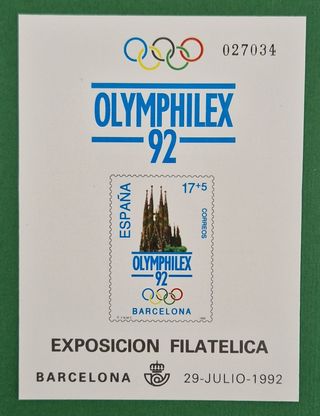 027034
OLYMPHILEX
92
ESPAÑA
17+5
CORREOS
OLYMPHILEX
92
BARCELONA
EXPOSICION FILATELICA
BARCELONA 29-JULIO-1992